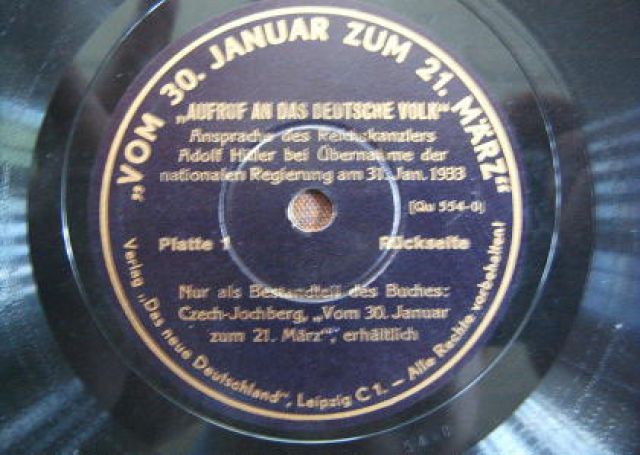 „VOM 30. JANUAR ZUM 21. MÄRZ“
„AUFRUF AN DAS DEUTSCHE VOLK“
Ansprache des Reichskanzlers
Adolf Hitler bei Übernahme der
nationalen Regierung am 31. Jan. 1933
[Qu 554-0]
Platte 1 Rückseite
Nur als Bestandteil des Buches:
Czech-Jochberg, „Vom 30. Januar
zum 21. März“, erhältlich
Verlag „Das neue Deutschland“, Leipzig C 1. — Alle Rechte vorbehalten!